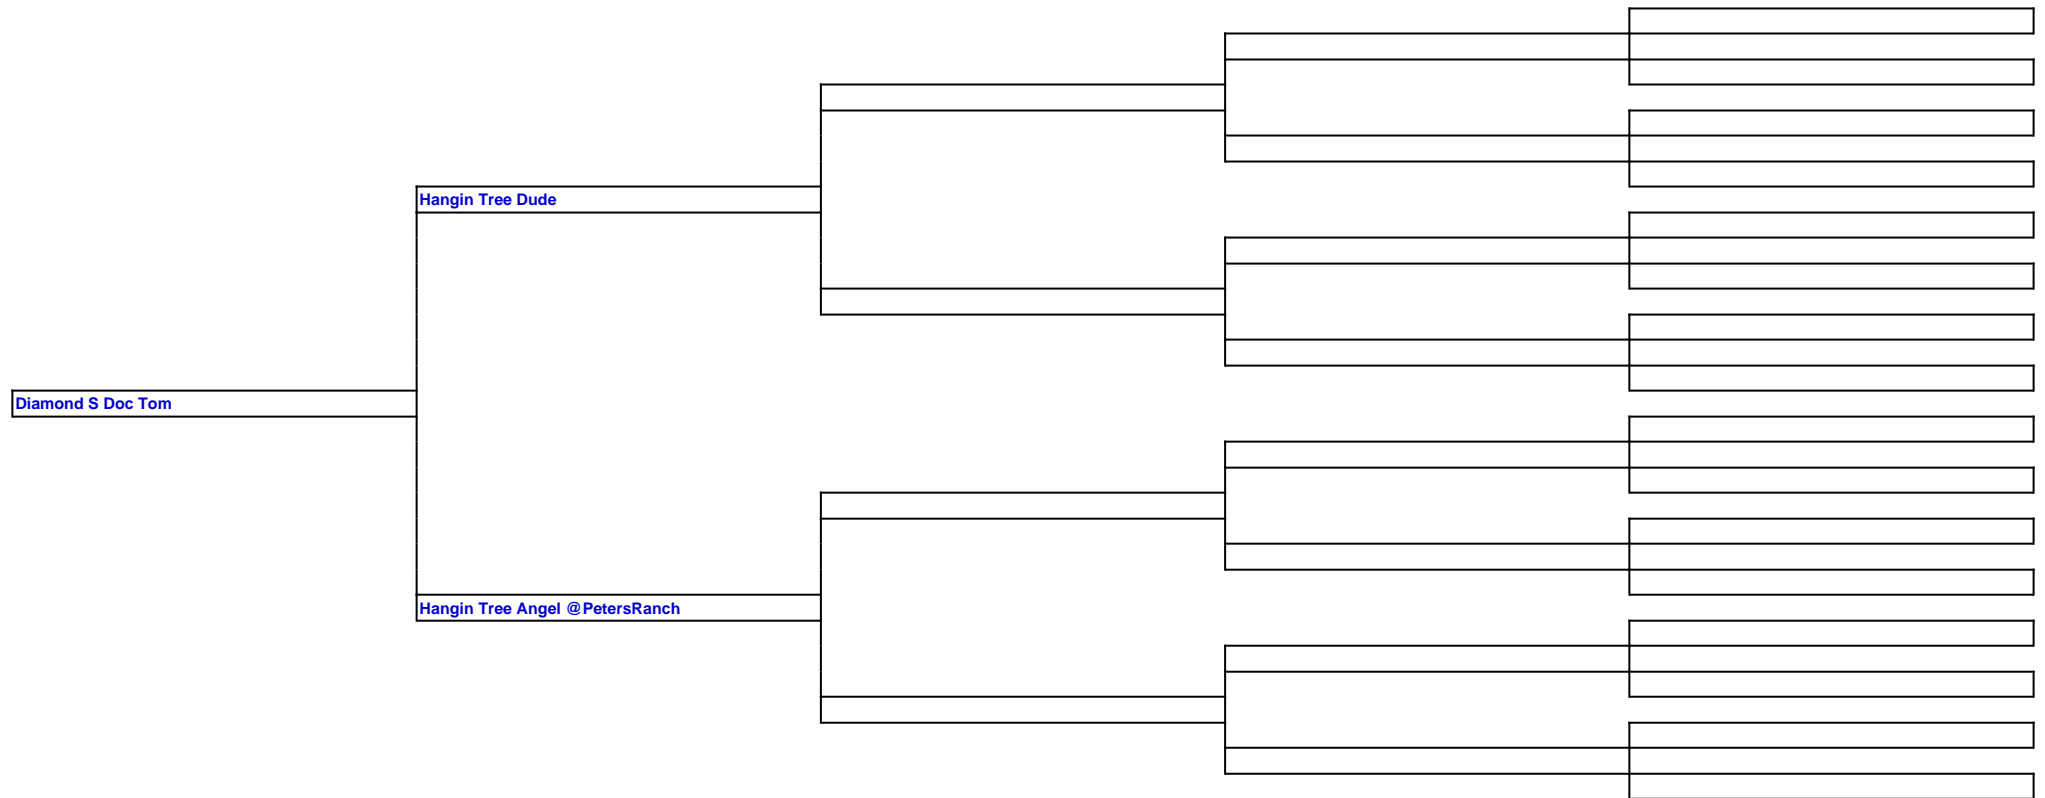 Hangin Tree Dude
Diamond S Doc Tom
Hangin Tree Angel @PetersRanch